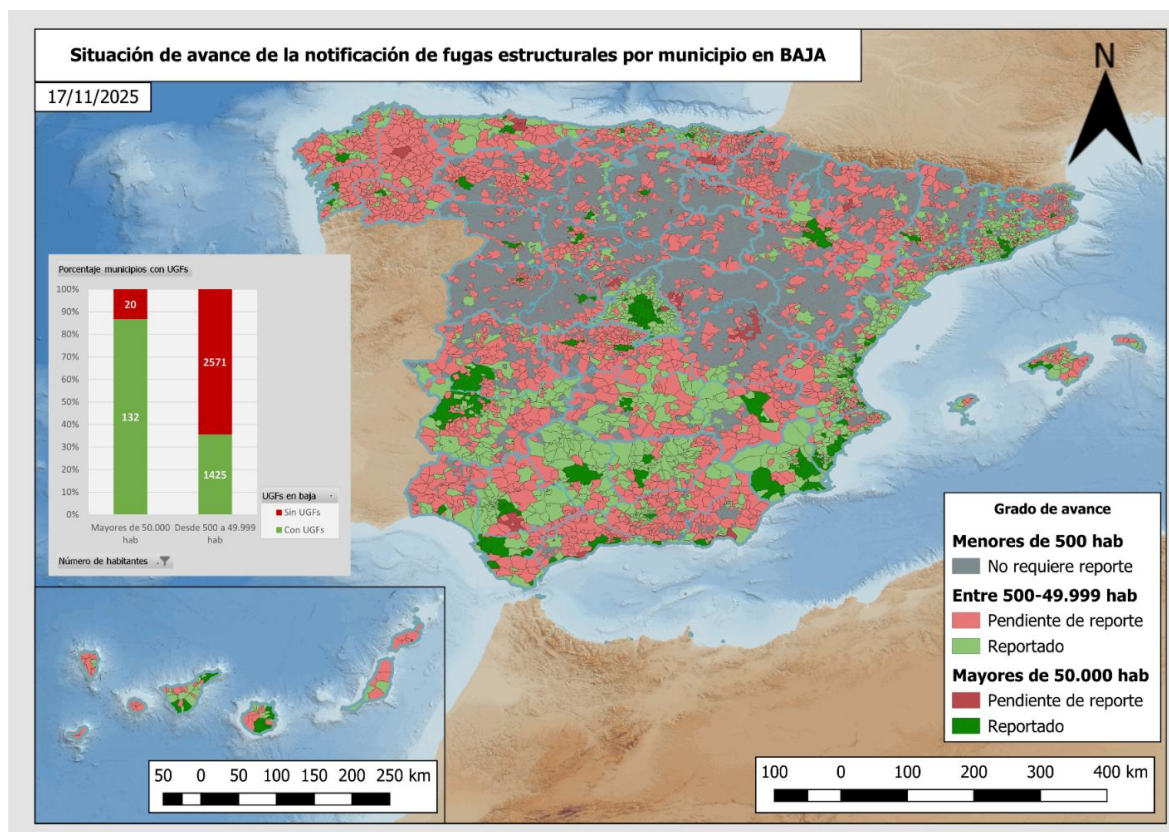 Situación de avance de la notificación de fugas estructurales por municipio en BAJA
17/11/2025
N
Porcentaje municipios con UGFs
100%
90%
80%
70%
60%
50%
40%
30%
20%
10%
0%
20
132
2571
1425
Mayores de 50.000 hab
Desde 500 a 49.999 hab
UGFs en baja
Sin UGFs
Con UGFs
Número de habitantes
Grado de avance
Menores de 500 hab
No requiere reporte
Entre 500-49.999 hab
Pendiente de reporte
Reportado
Mayores de 50.000 hab
Pendiente de reporte
Reportado
50 0 50 100 150 200 250 km
100 0 100 200 300 400 km